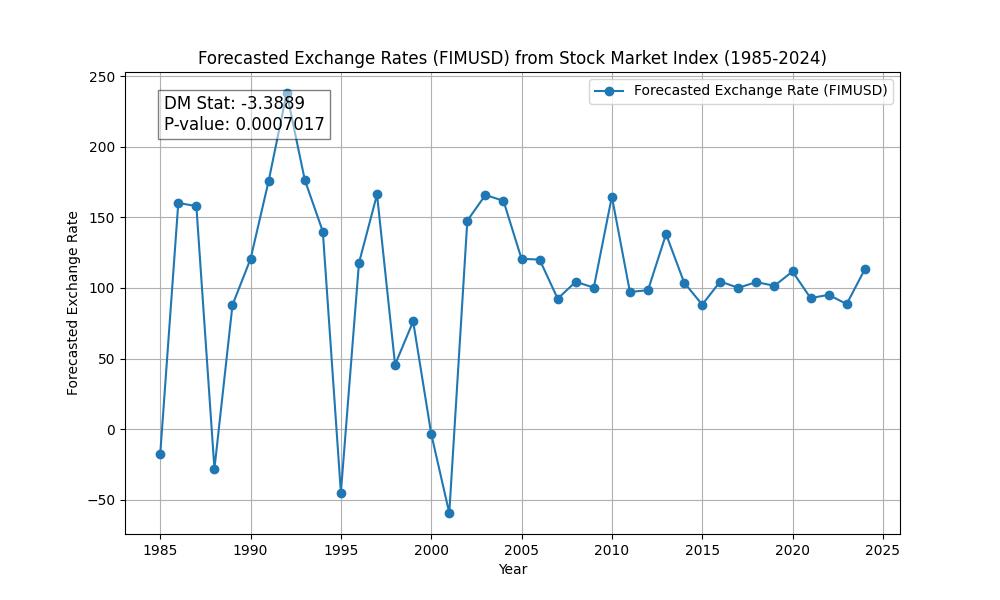 Forecasted Exchange Rates (FIMUSD) from Stock Market Index (1985-2024)
250
200
150
100
50
0
−50
Forecasted Exchange Rate
DM Stat: -3.3889
P-value: 0.0007017
Forecasted Exchange Rate (FIMUSD)
1985 1990 1995 2000 2005 2010 2015 2020 2025
Year